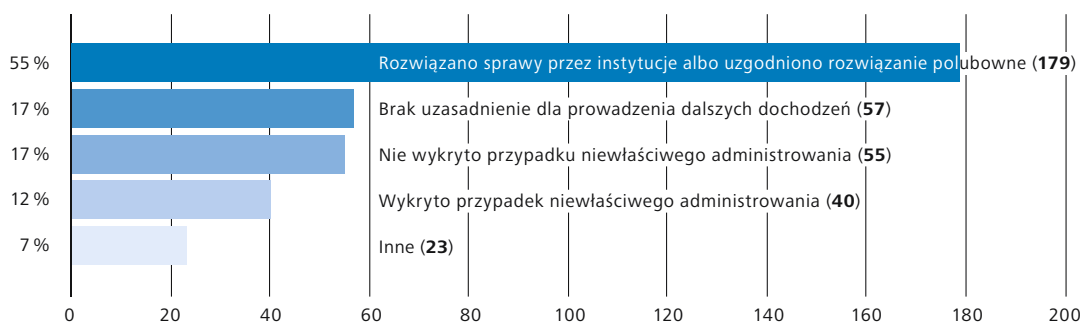 55 % Rozwiązano sprawy przez instytucje albo uzgodniono rozwiązanie polubowne (179)
17 % Brak uzasadnienie dla prowadzenia dalszych dochodzeń (57)
17 % Nie wykryto przypadku niewłaściwego administrowania (55)
12 % Wykryto przypadek niewłaściwego administrowania (40)
7 % Inne (23)
0 20 40 60 80 100 120 140 160 180 200